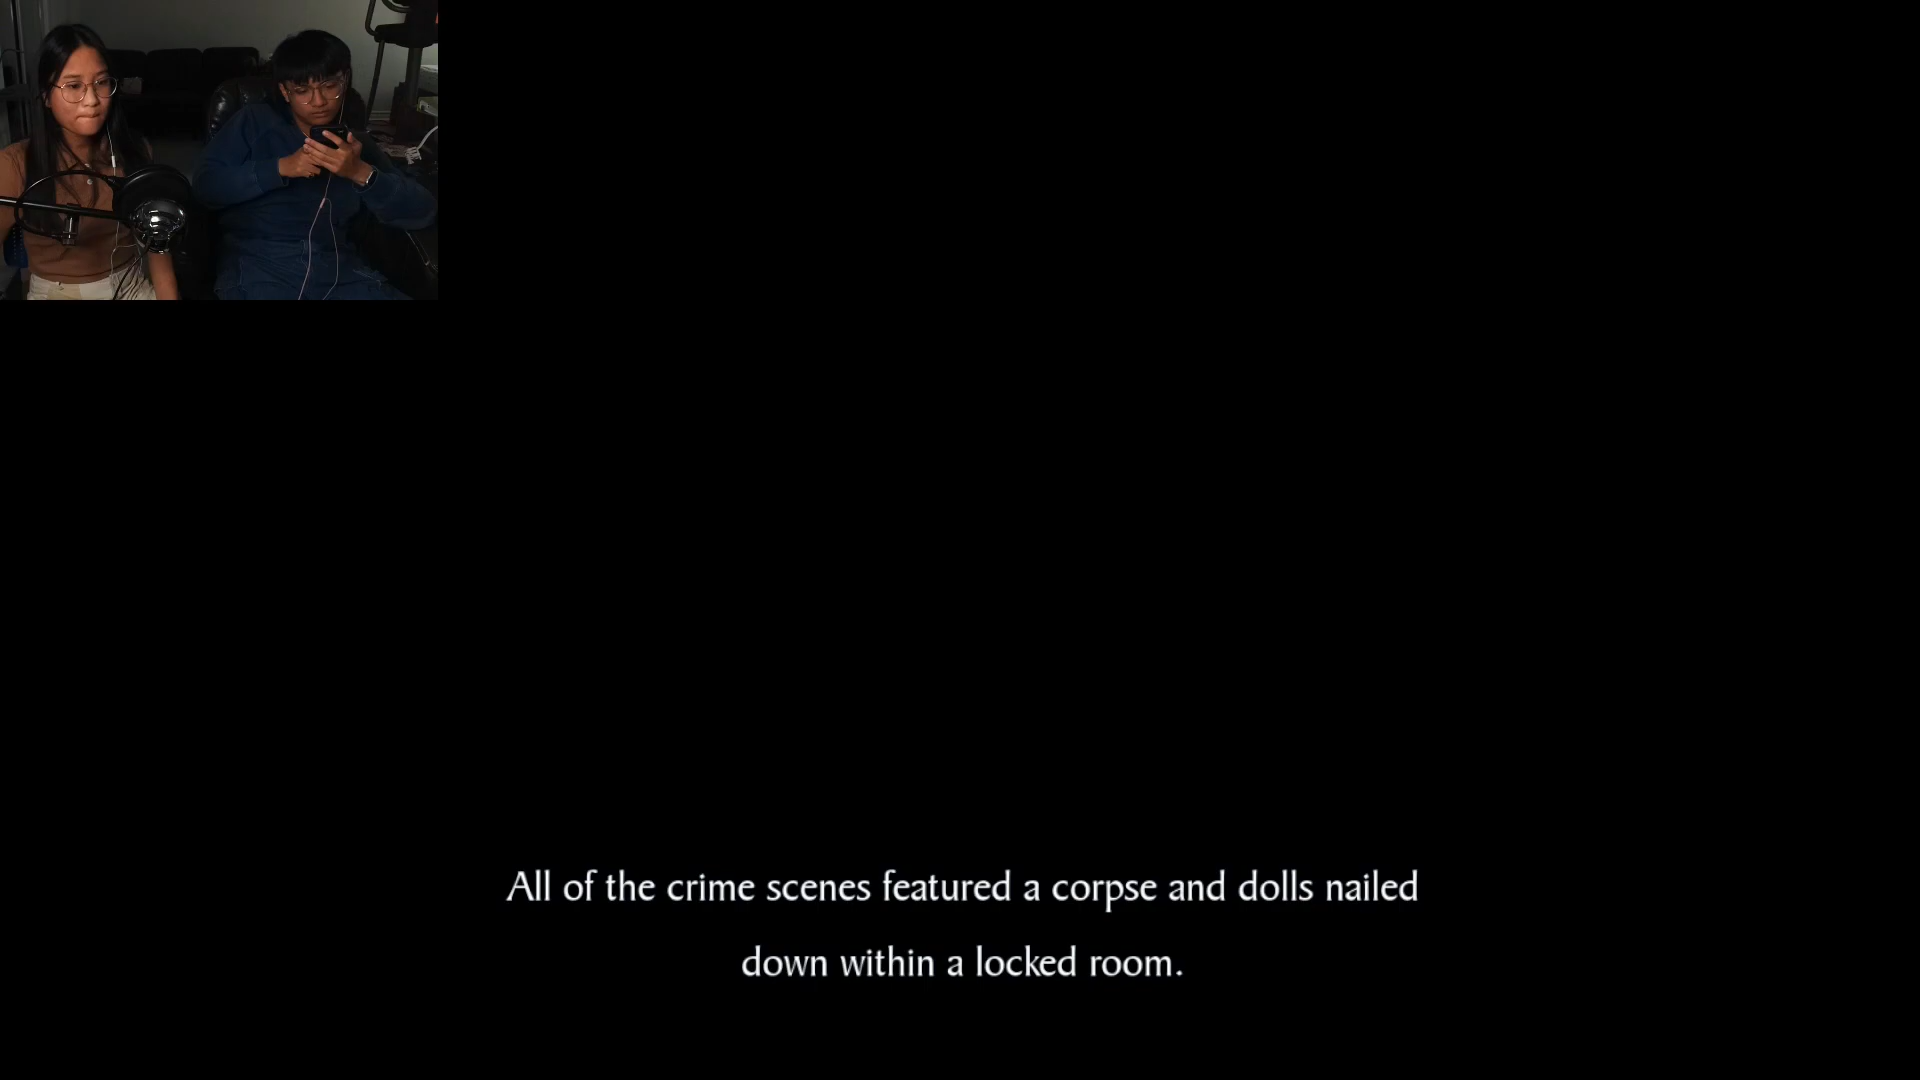 All of the crime scenes featured a corpse and dolls nailed
down within a locked room.